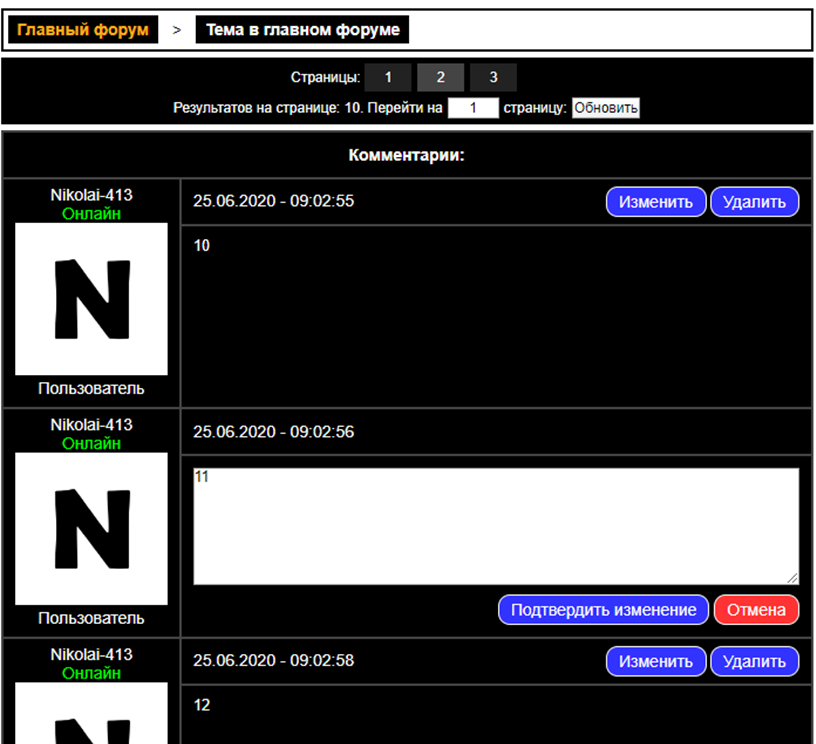 Главный форум > Тема в главном форуме
Страницы: 1 2 3
Результатов на странице: 10. Перейти на 1 страницу: Обновить
Комментарии:
Nikolai-413
Онлайн
N
Пользователь
25.06.2020 - 09:02:55 Изменить Удалить
10
Nikolai-413
Онлайн
N
Пользователь
25.06.2020 - 09:02:56
11
Подтвердить изменение Отмена
Nikolai-413
Онлайн
N
25.06.2020 - 09:02:58 Изменить Удалить
12